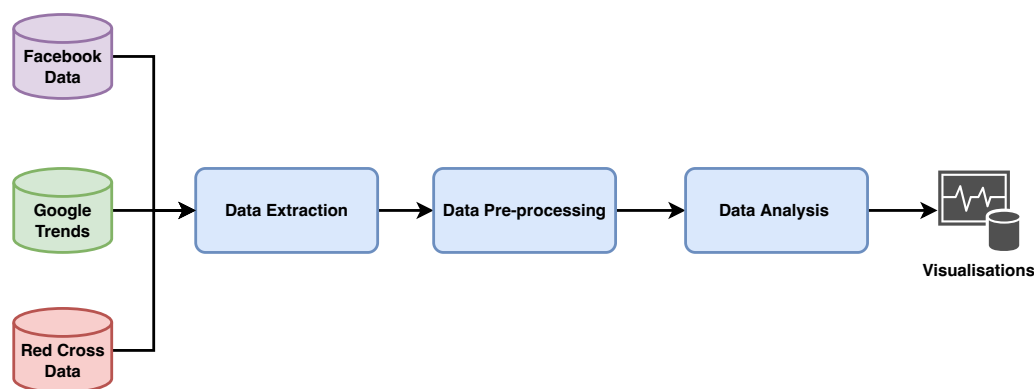 Facebook
Data
Google
Trends
Red Cross
Data
Data Extraction
Data Pre-processing
Data Analysis
Visualisations